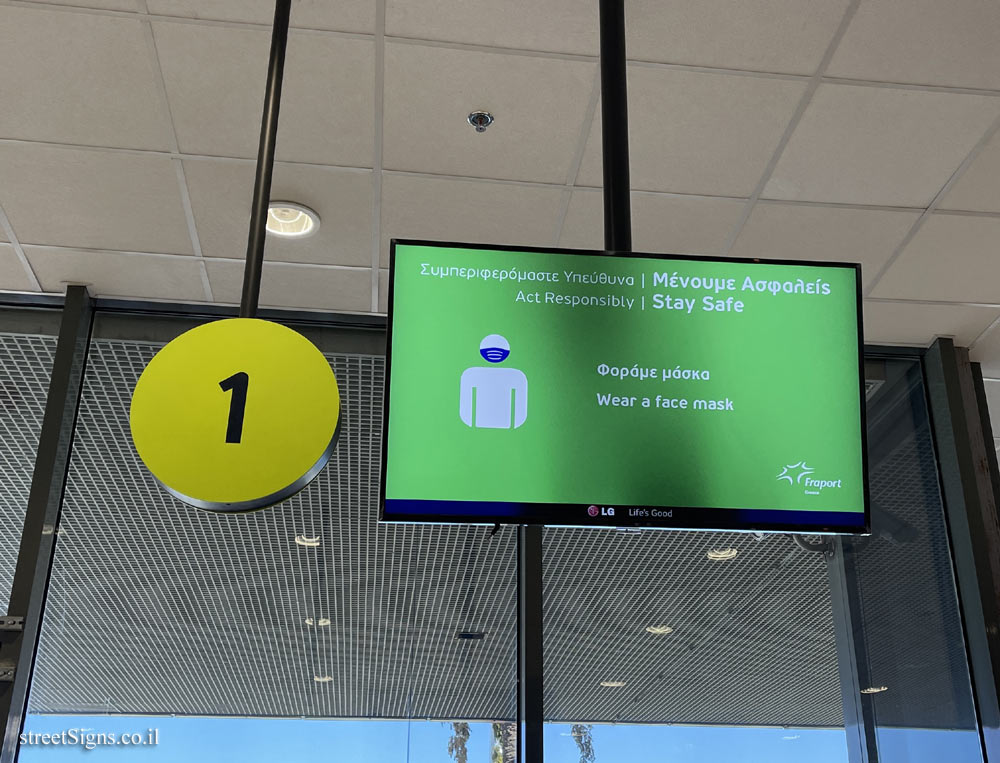 1
Συμπεριφερόμαστε Υπεύθυνα | Μένουμε Ασφαλείς
Act Responsibly | Stay Safe
Φοράμε μάσκα
Wear a face mask
Fraport
Greece
LG Life's Good
streetSigns.co.il